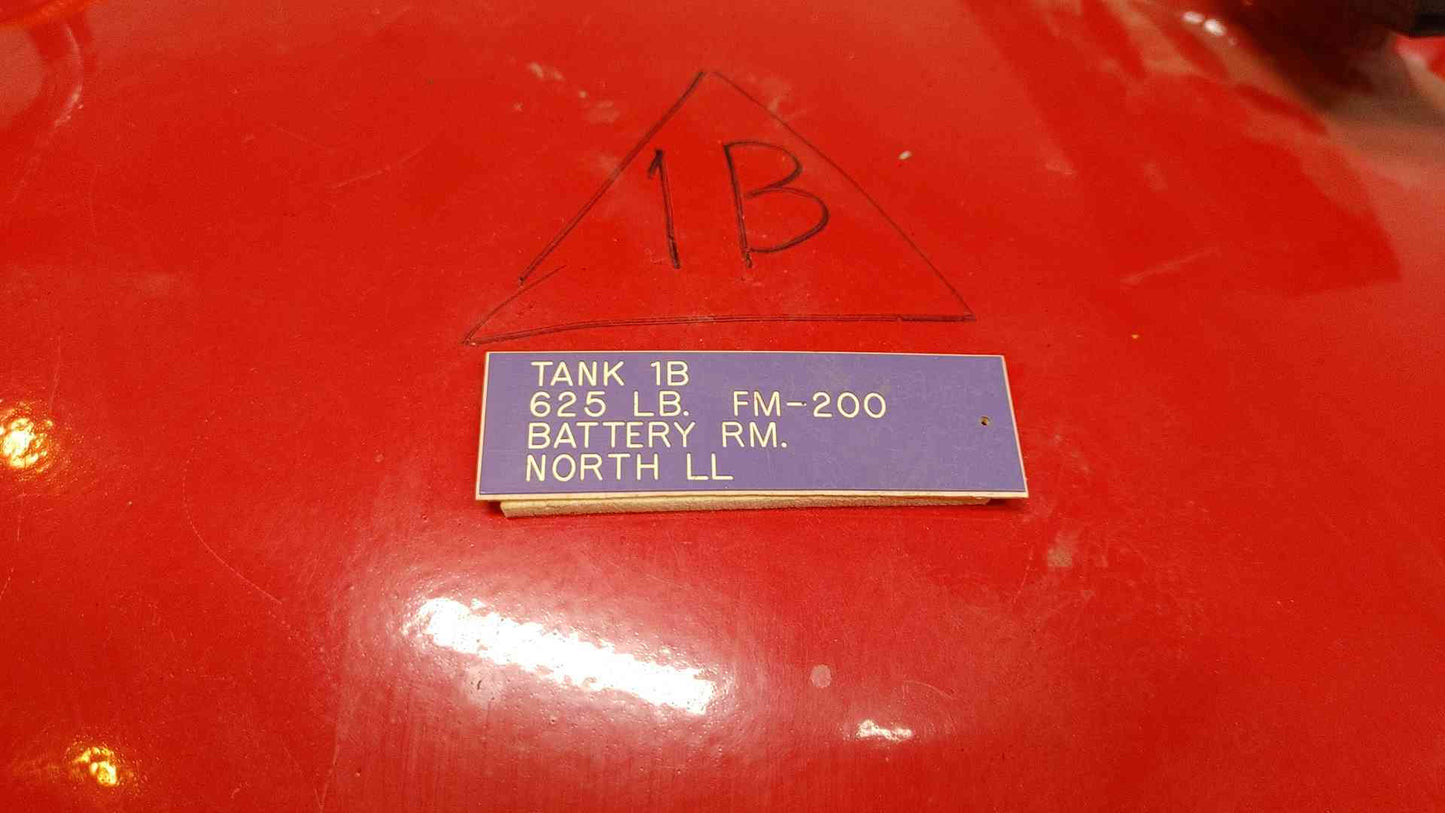 1B
TANK 1B
625 LB. FM-200
BATTERY RM.
NORTH LL